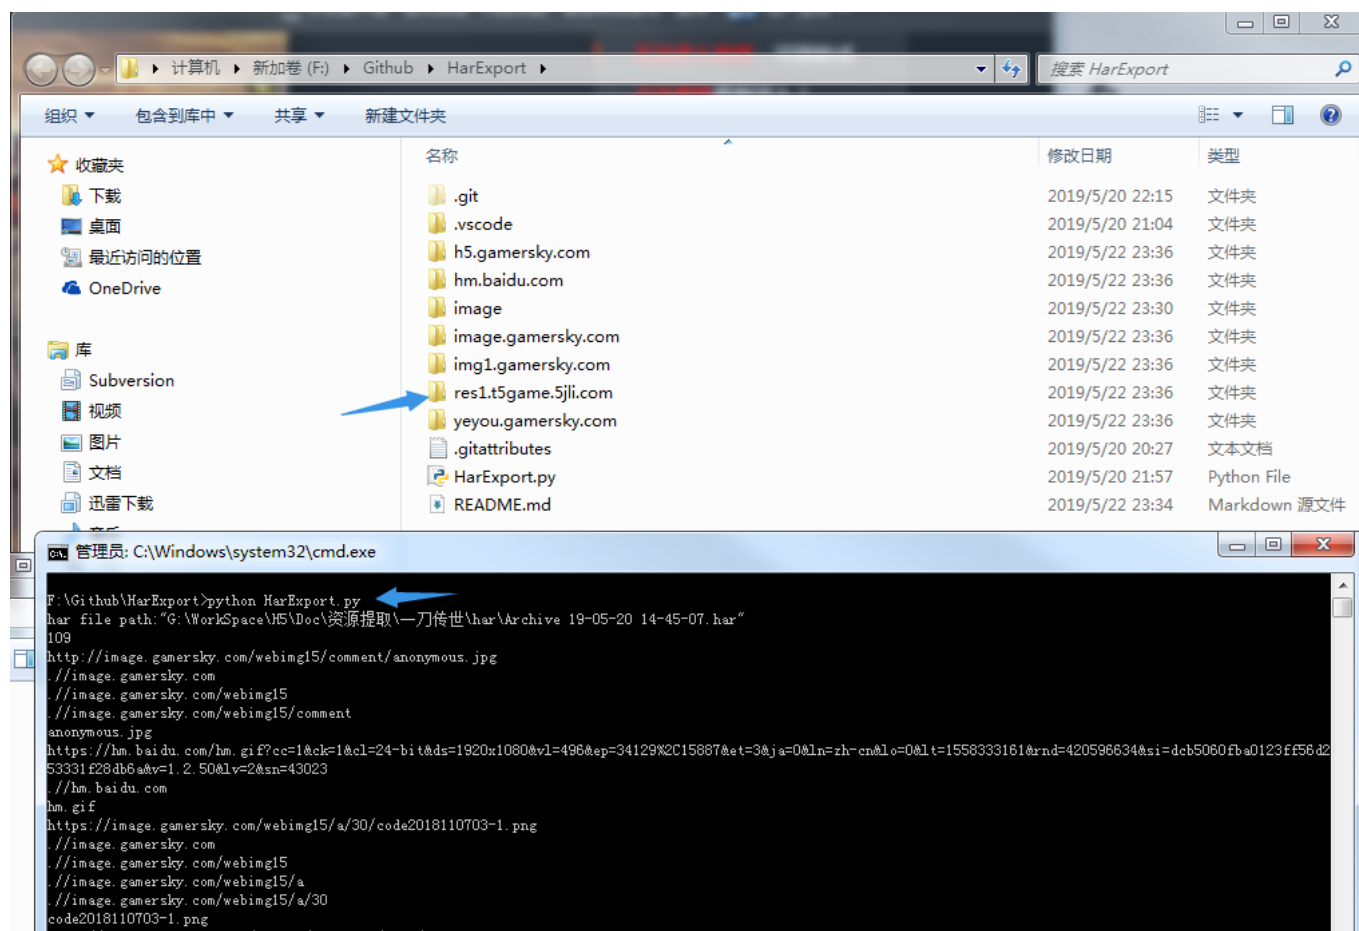 计算机 新加卷 (F:) Github HarExport
搜索 HarExport
组织 包含到库中 共享 新建文件夹
收藏夹
下载
桌面
最近访问的位置
OneDrive
库
Subversion
视频
图片
文档
迅雷下载
名称 修改日期 类型
.git 2019/5/20 22:15 文件夹
.vscode 2019/5/20 21:04 文件夹
h5.gamersky.com 2019/5/22 23:36 文件夹
hm.baidu.com 2019/5/22 23:36 文件夹
image 2019/5/22 23:30 文件夹
image.gamersky.com 2019/5/22 23:36 文件夹
img1.gamersky.com 2019/5/22 23:36 文件夹
res1.t5game.5jli.com 2019/5/22 23:36 文件夹
yeyou.gamersky.com 2019/5/22 23:36 文件夹
.gitattributes 2019/5/20 20:27 文本文档
HarExport.py 2019/5/20 21:57 Python File
README.md 2019/5/22 23:34 Markdown 源文件
管理员: C:\Windows\system32\cmd.exe
F:\Github\HarExport>python HarExport.py
har file path:"G:\WorkSpace\H5\Doc\资源提取\一刀传世\har\Archive 19-05-20 14-45-07.har"
109
http://image.gamersky.com/webimg15/comment/anonymous.jpg
.//image.gamersky.com
.//image.gamersky.com/webimg15
.//image.gamersky.com/webimg15/comment
anonymous.jpg
https://hm.baidu.com/hm.gif?cc=1&ck=1&cl=24-bit&ds=1920x1080&vl=496&ep=34129%2C15887&et=3&ja=0&ln=zh-cn&lo=0&lt=1558333161&rnd=420596634&si=dcb5060fba0123ff56d2
53331f28db6a&v=1.2.50&lv=2&sn=43023
.//hm.baidu.com
hm.gif
https://image.gamersky.com/webimg15/a/30/code2018110703-1.png
.//image.gamersky.com
.//image.gamersky.com/webimg15
.//image.gamersky.com/webimg15/a
.//image.gamersky.com/webimg15/a/30
code2018110703-1.png